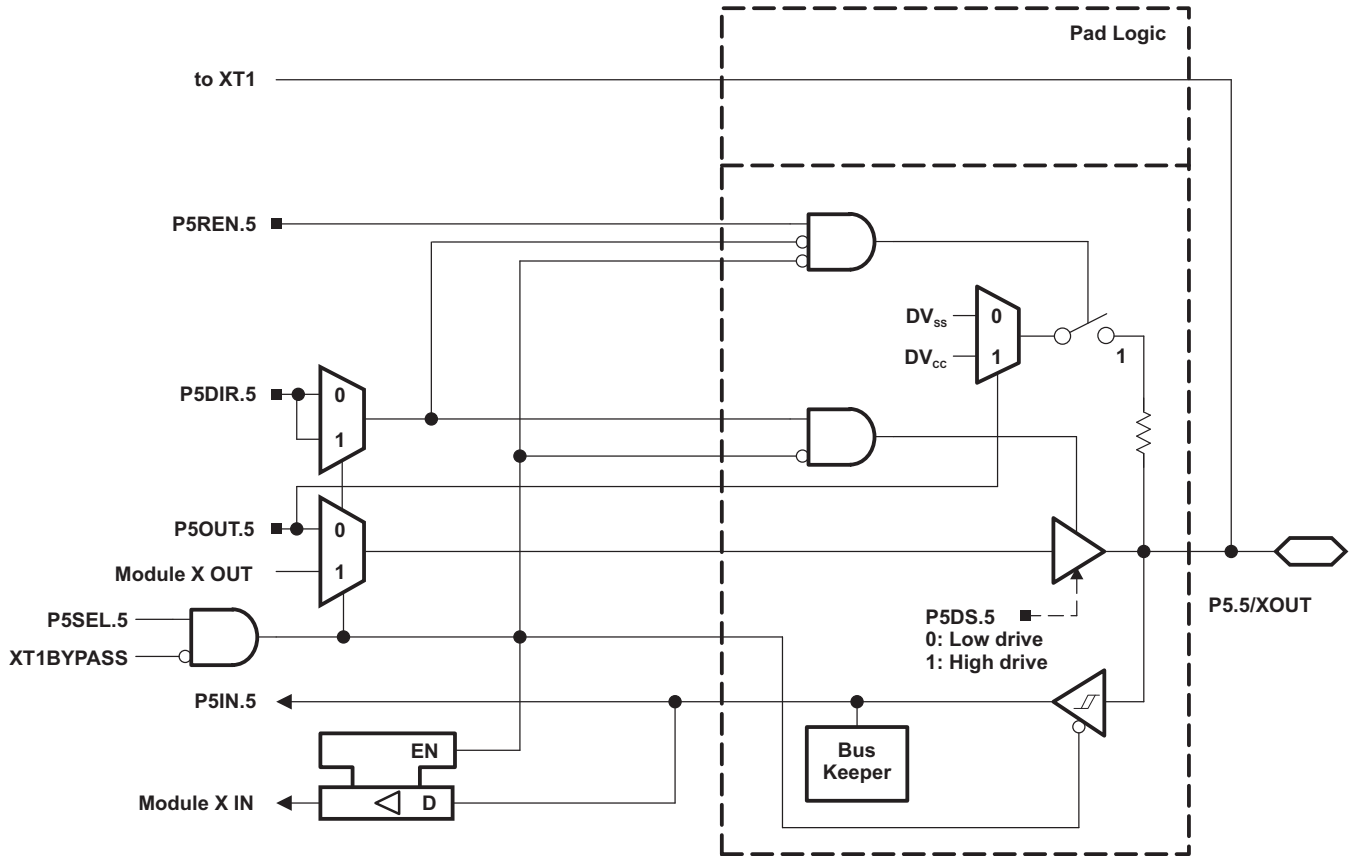 Pad Logic
to XT1
P5REN.5
DVss
0
DVcc
1
1
P5DIR.5
0
1
P5OUT.5
0
Module X OUT
1
P5SEL.5
XT1BYPASS
P5DS.5
0: Low drive
1: High drive
P5.5/XOUT
P5IN.5
EN
Bus
Keeper
Module X IN
D